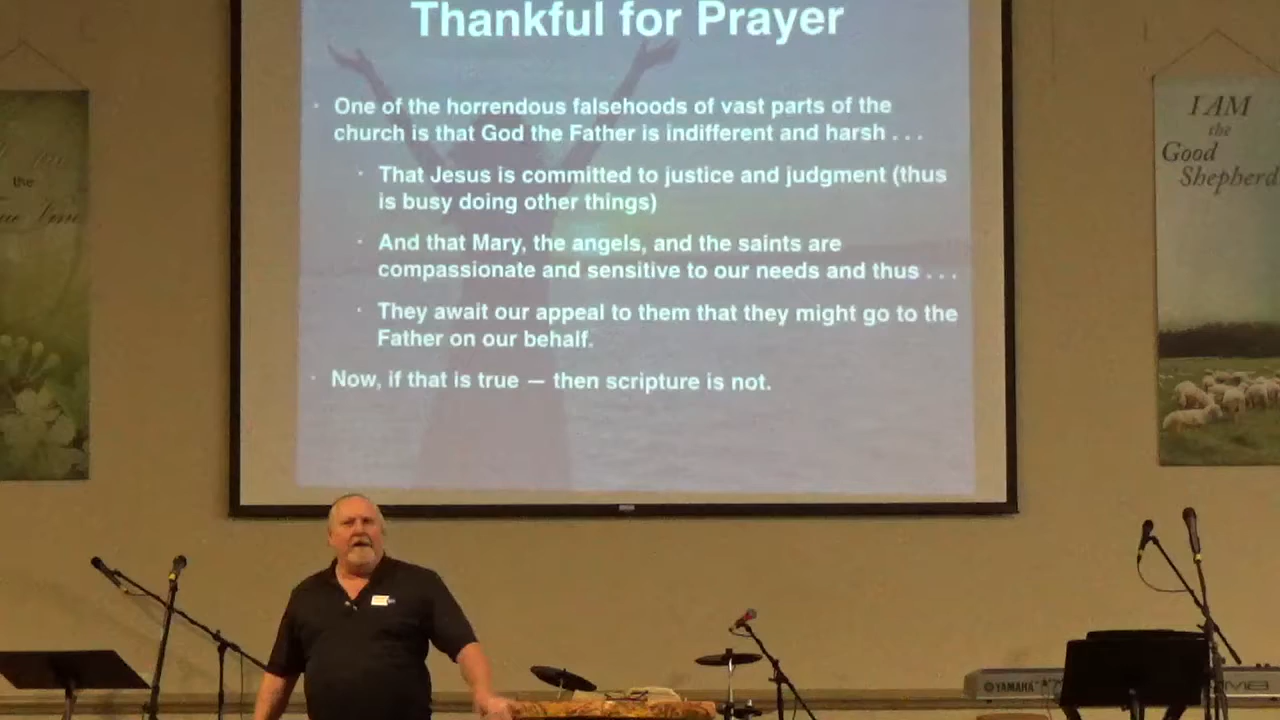 Thankful for Prayer
One of the horrendous falsehoods of vast parts of the
church is that God the Father is indifferent and harsh . . .
That Jesus is committed to justice and judgment (thus
is busy doing other things)
And that Mary, the angels, and the saints are
compassionate and sensitive to our needs and thus . . .
They await our appeal to them that they might go to the
Father on our behalf.
Now, if that is true — then scripture is not.
the
I AM
the
Good
Shepherd
YAMAHA